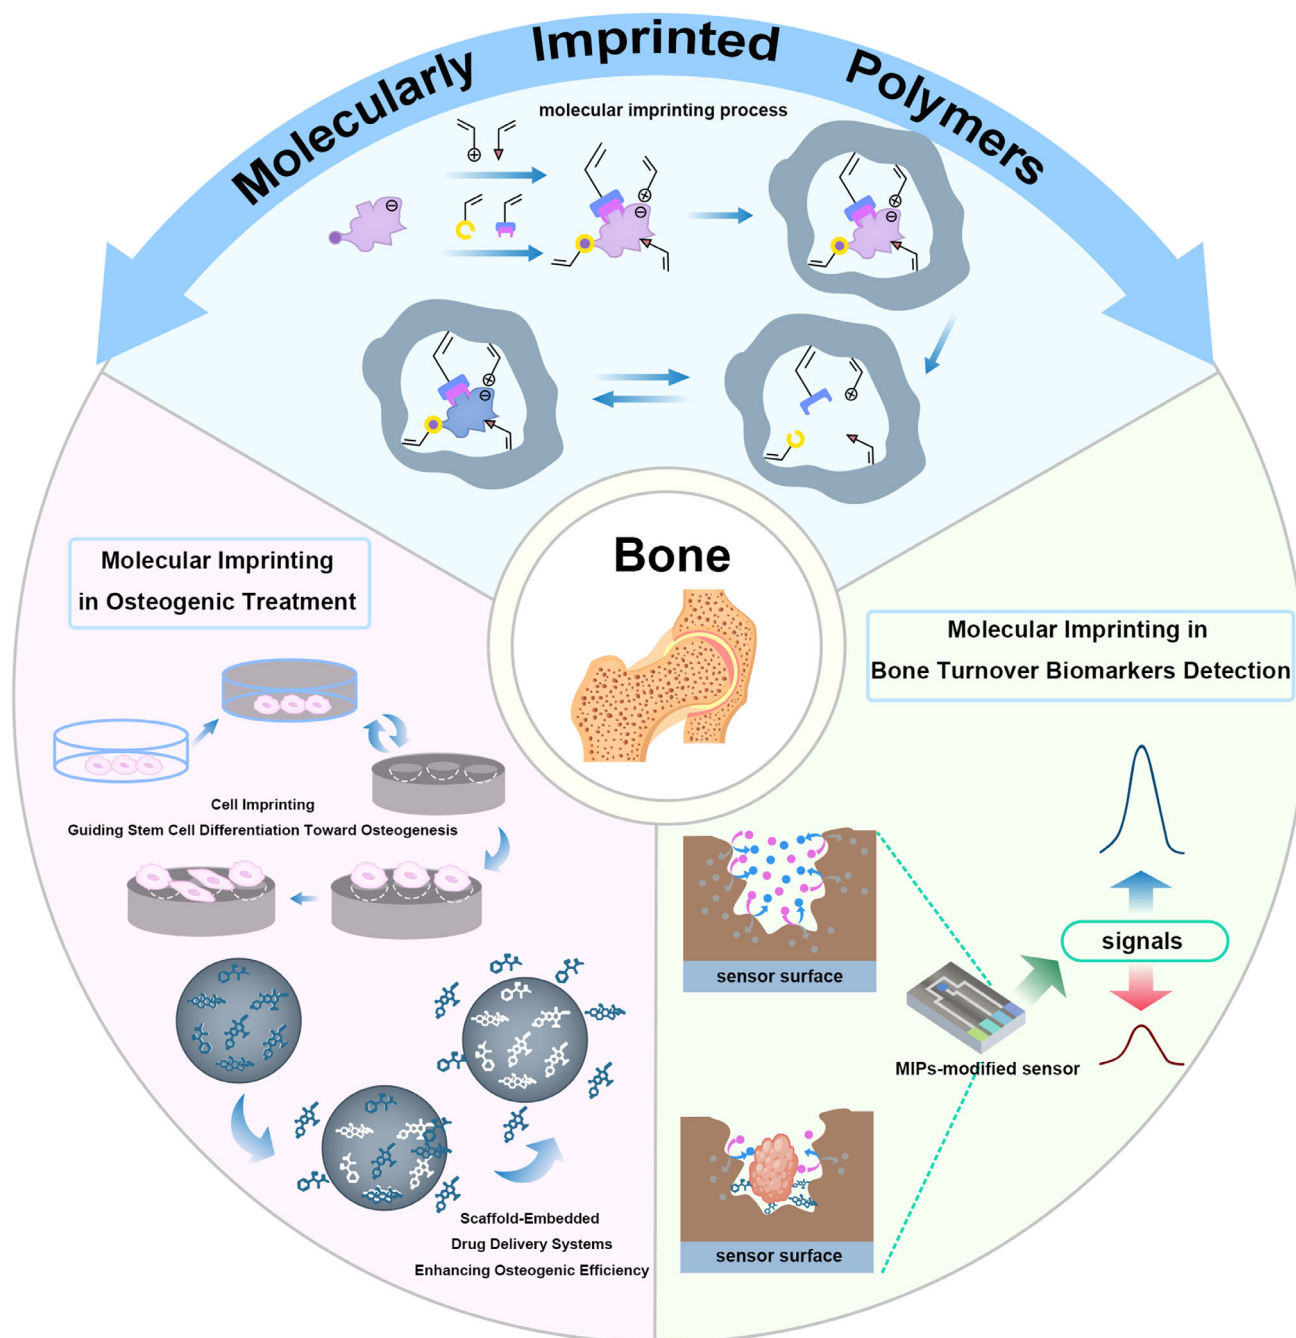 Molecularly Imprinted Polymers
molecular imprinting process
Bone
Molecular Imprinting
in Osteogenic Treatment
Cell Imprinting
Guiding Stem Cell Differentiation Toward Osteogenesis
Scaffold-Embedded
Drug Delivery Systems
Enhancing Osteogenic Efficiency
Molecular Imprinting in
Bone Turnover Biomarkers Detection
sensor surface
signals
MIPs-modified sensor
sensor surface